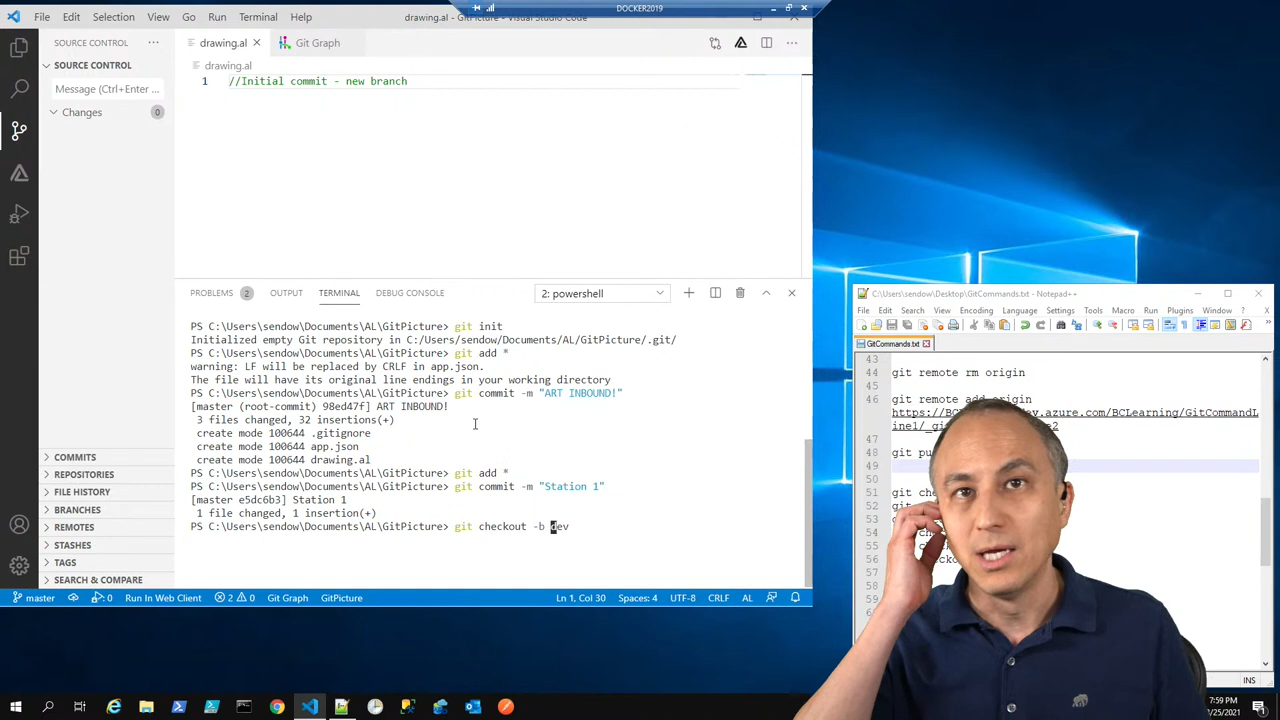 DOCKER2019
File Edit Selection View Go Run Terminal Help
drawing.al - GitPicture - Visual Studio Code
SOURCE CONTROL
drawing.al
Git Graph
SOURCE CONTROL
drawing.al
Message (Ctrl+Enter ...
1 //Initial commit - new branch
Changes 0
PROBLEMS 2 OUTPUT TERMINAL DEBUG CONSOLE
2: powershell
PS C:\Users\sendow\Documents\AL\GitPicture> git init
Initialized empty Git repository in C:/Users/sendow/Documents/AL/GitPicture/.git/
PS C:\Users\sendow\Documents\AL\GitPicture> git add *
warning: LF will be replaced by CRLF in app.json.
The file will have its original line endings in your working directory
PS C:\Users\sendow\Documents\AL\GitPicture> git commit -m "ART INBOUND!"
[master (root-commit) 98ed47f] ART INBOUND!
3 files changed, 32 insertions(+)
create mode 100644 .gitignore
create mode 100644 app.json
create mode 100644 drawing.al
PS C:\Users\sendow\Documents\AL\GitPicture> git add *
PS C:\Users\sendow\Documents\AL\GitPicture> git commit -m "Station 1"
[master e5dc6b3] Station 1
1 file changed, 1 insertion(+)
PS C:\Users\sendow\Documents\AL\GitPicture> git checkout -b dev
COMMITS
REPOSITORIES
FILE HISTORY
BRANCHES
REMOTES
STASHES
TAGS
SEARCH & COMPARE
master
0
Run In Web Client
2 0
Git Graph
GitPicture
Ln 1, Col 30
Spaces: 4
UTF-8
CRLF
AL
C:\Users\sendow\Desktop\GitCommands.txt - Notepad++
File Edit Search View Encoding Language Settings Tools Macro Run Plugins Window ? X
GitCommands.txt
43
44 git remote rm origin
45
46 git remote add origin
47
48 git
49
50
51 git
52
53
54
55
56
57
58
59
INS
7:59 PM